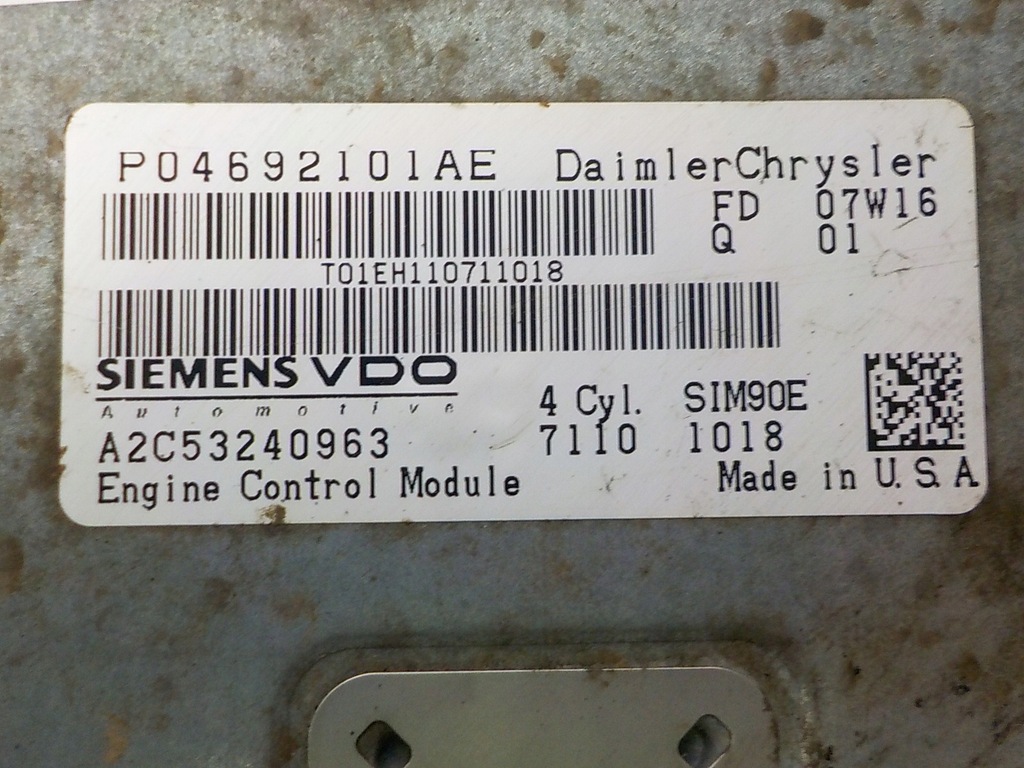 P04692101AE DaimlerChrysler
FD 07W16
Q 01
T01EH110711018
SIEMENS VDO
Automotive
4 Cyl. SIM90E
A2C53240963 7110 1018
Engine Control Module Made in U.S.A